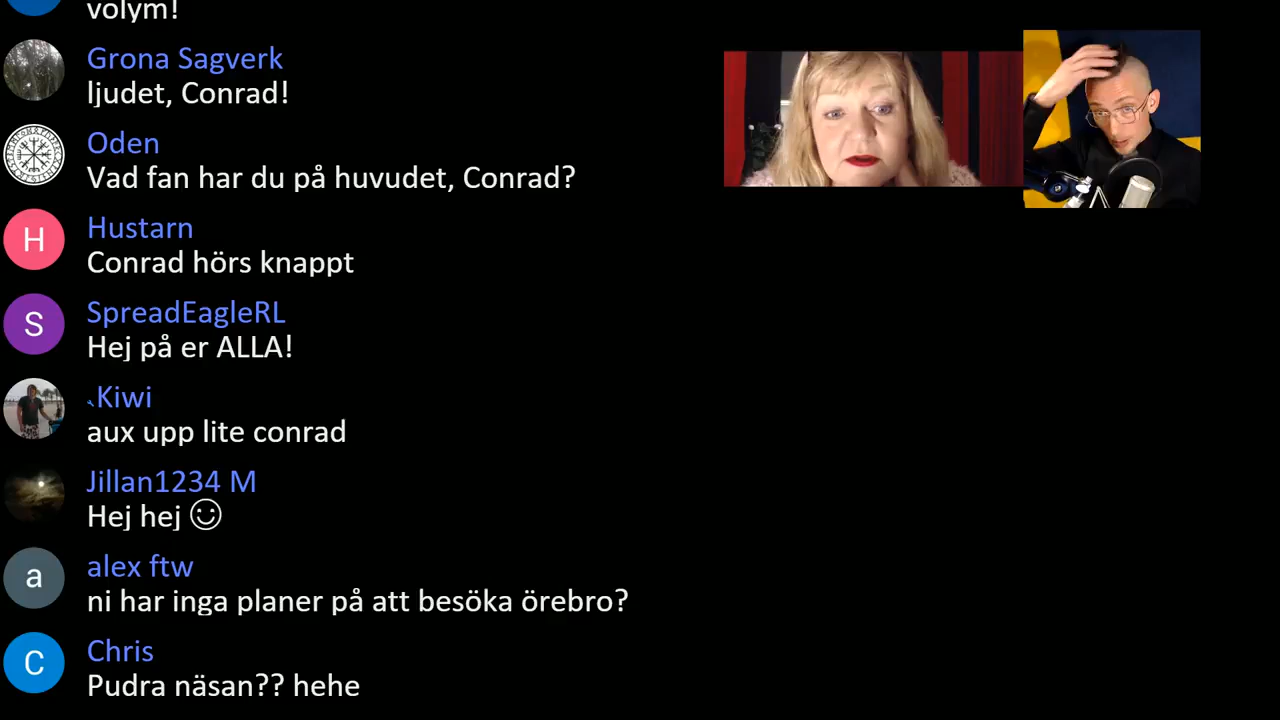 volym!
Grona Sagverk
ljudet, Conrad!
Oden
Vad fan har du på huvudet, Conrad?
H
Hustarn
Conrad hörs knappt
S
SpreadEagleRL
Hej på er ALLA!
Kiwi
aux upp lite conrad
Jillan1234 M
Hej hej ☺
a
alex ftw
ni har inga planer på att besöka örebro?
C
Chris
Pudra näsan?? hehe